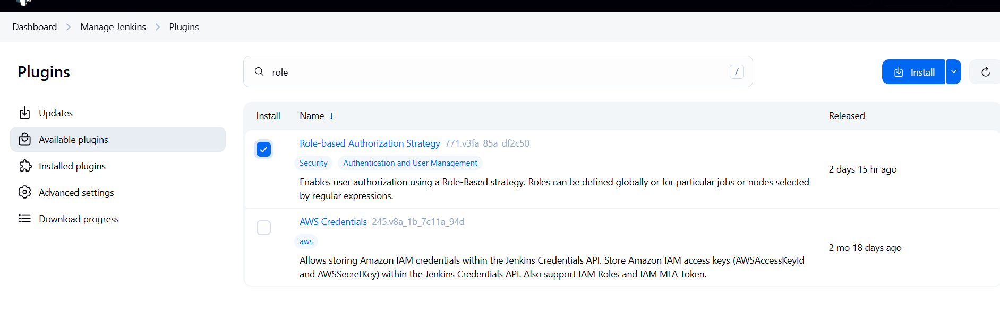 Dashboard > Manage Jenkins > Plugins
Plugins
Updates
Available plugins
Installed plugins
Advanced settings
Download progress
role /
Install
Install Name ↓ Released
Role-based Authorization Strategy 771.v3fa_85a_df2c50
Security Authentication and User Management
Enables user authorization using a Role-Based strategy. Roles can be defined globally or for particular jobs or nodes selected
by regular expressions.
2 days 15 hr ago
AWS Credentials 245.v8a_1b_7c11a_94d
aws
Allows storing Amazon IAM credentials within the Jenkins Credentials API. Store Amazon IAM access keys (AWSAccessKeyId
and AWSSecretKey) within the Jenkins Credentials API. Also support IAM Roles and IAM MFA Token.
2 mo 18 days ago